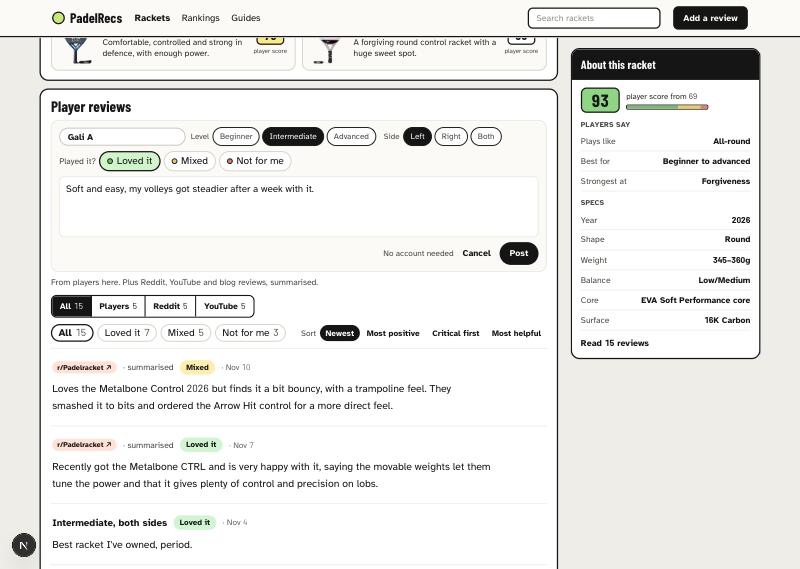 PadelRecs Rankets Rankings Guides Search rackets Add a review
Comfortable, controlled and strong in
defence, with enough power.
player score
A forgiving round control racket with a
huge sweet spot.
player score
Player reviews
Gali A Level Beginner Intermediate Advanced Side Left Right Both
Played it? Loved it Mixed Not for me
Soft and easy, my volleys got steadier after a week with it.
No account needed Cancel Post
From players here. Plus Reddit, YouTube and blog reviews, summarised.
All 15 Players 5 Reddit 5 YouTube 5
All 15 Loved it 7 Mixed 5 Not for me 3 Sort Newest Most positive Critical first Most helpful
r/Padelracket ↗ · summarised Mixed · Nov 10
Loves the Metalbone Control 2026 but finds it a bit bouncy, with a trampoline feel. They
smashed it to bits and ordered the Arrow Hit control for a more direct feel.
r/Padelracket ↗ · summarised Loved it · Nov 7
Recently got the Metalbone CTRL and is very happy with it, saying the movable weights let them
tune the power and that it gives plenty of control and precision on lobs.
Intermediate, both sides Loved it · Nov 4
Best racket I've owned, period.
N
About this racket
93 player score from 69
PLAYERS SAY
Plays like All-round
Best for Beginner to advanced
Strongest at Forgiveness
SPECS
Year 2026
Shape Round
Weight 345–360g
Balance Low/Medium
Core EVA Soft Performance core
Surface 16K Carbon
Read 15 reviews